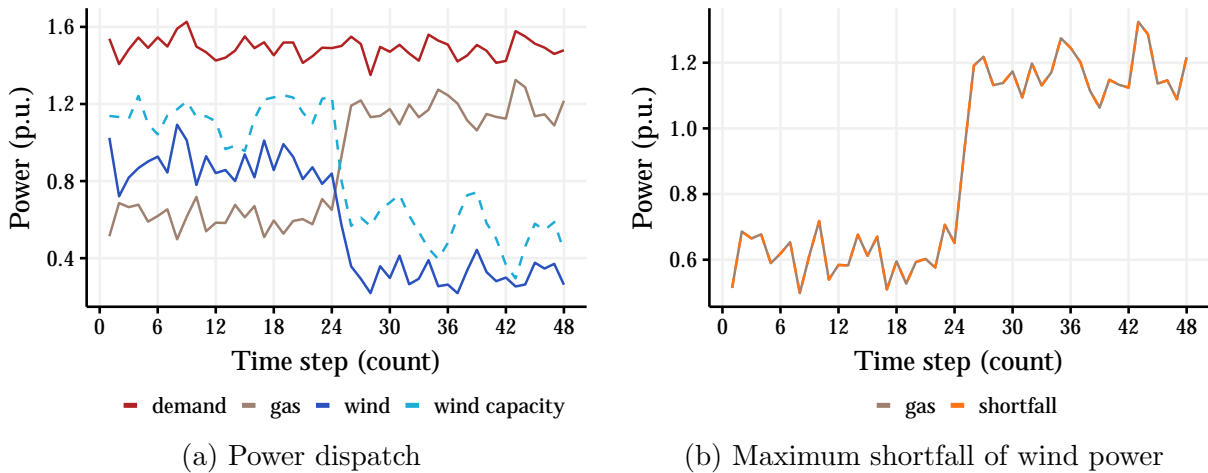 1.6
1.2
0.8
0.4
Power (p.u.)
0 6 12 18 24 30 36 42 48
Time step (count)
demand gas wind wind capacity
(a) Power dispatch
1.2
1.0
0.8
0.6
Power (p.u.)
0 6 12 18 24 30 36 42 48
Time step (count)
gas shortfall
(b) Maximum shortfall of wind power